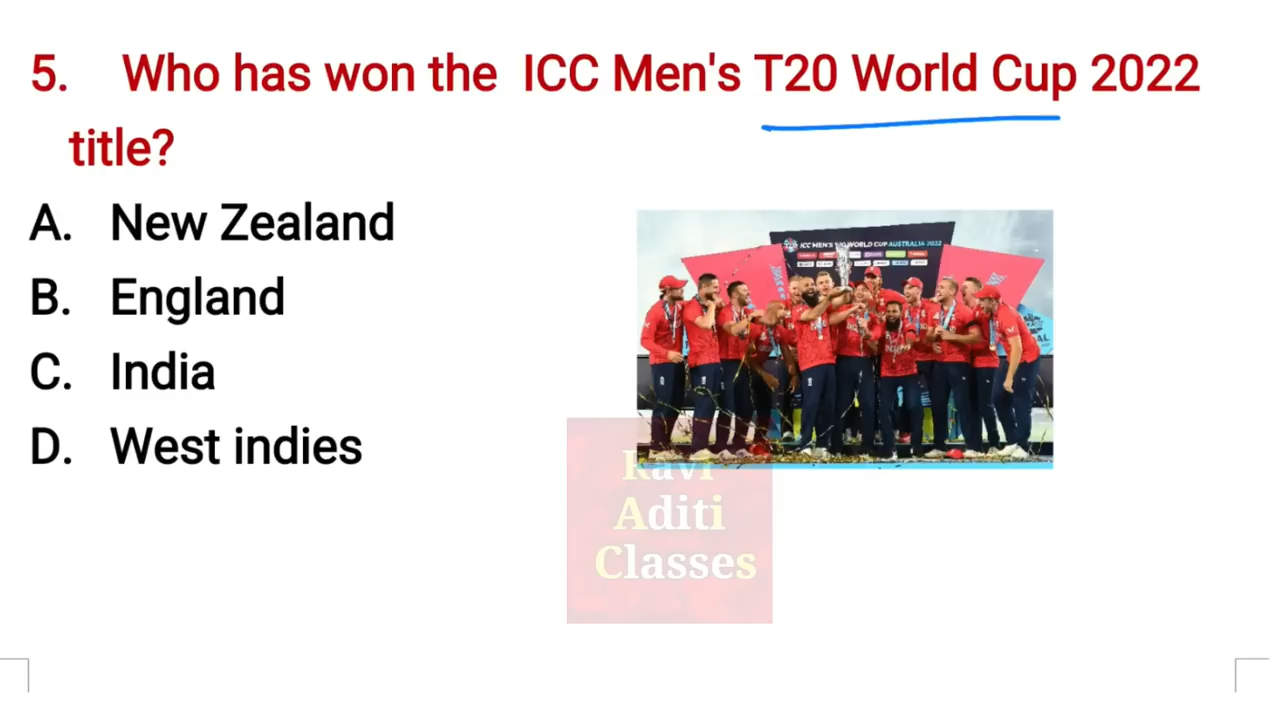 5. Who has won the ICC Men's T20 World Cup 2022
title?
A. New Zealand
B. England
C. India
D. West indies
ICC MEN'S T20 WORLD CUP AUSTRALIA 2022
Ravi
Aditi
Classes